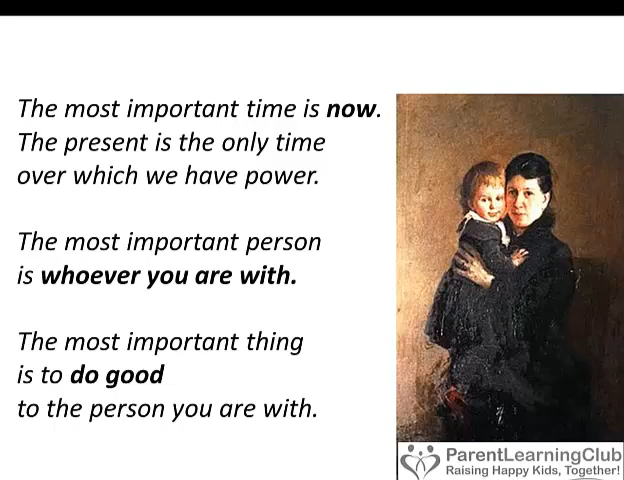 The most important time is now.
The present is the only time
over which we have power.
The most important person
is whoever you are with.
The most important thing
is to do good
to the person you are with.
ParentLearningClub
Raising Happy Kids, Together!